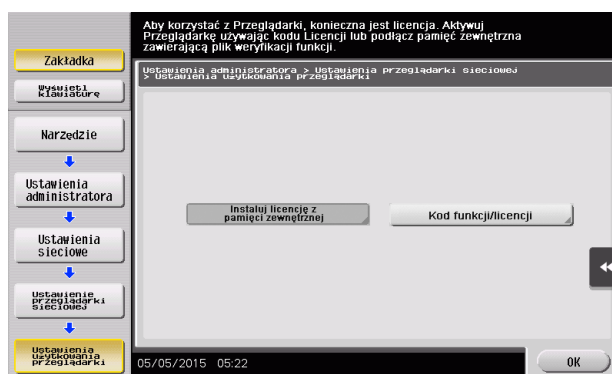 Aby korzystać z Przeglądarki, konieczna jest licencja. Aktywuj
Przeglądarkę używając kodu Licencji lub podłącz pamięć zewnętrzna
zawierającą plik weryfikacji funkcji.
Zakładka
Wyświetl
klawiaturę
Ustawienia administratora > Ustawienia przeglądarki sieciowej
> Ustawienia użytkowania przeglądarki
Narzędzie
Ustawienia
administratora
Instaluj licencję z
pamięci zewnętrznej
Kod funkcji/licencji
Ustawienia
sieciowe
Ustawienie
przeglądarki
sieciowej
Ustawienia
użytkowania
przeglądarki
05/05/2015 05:22
OK